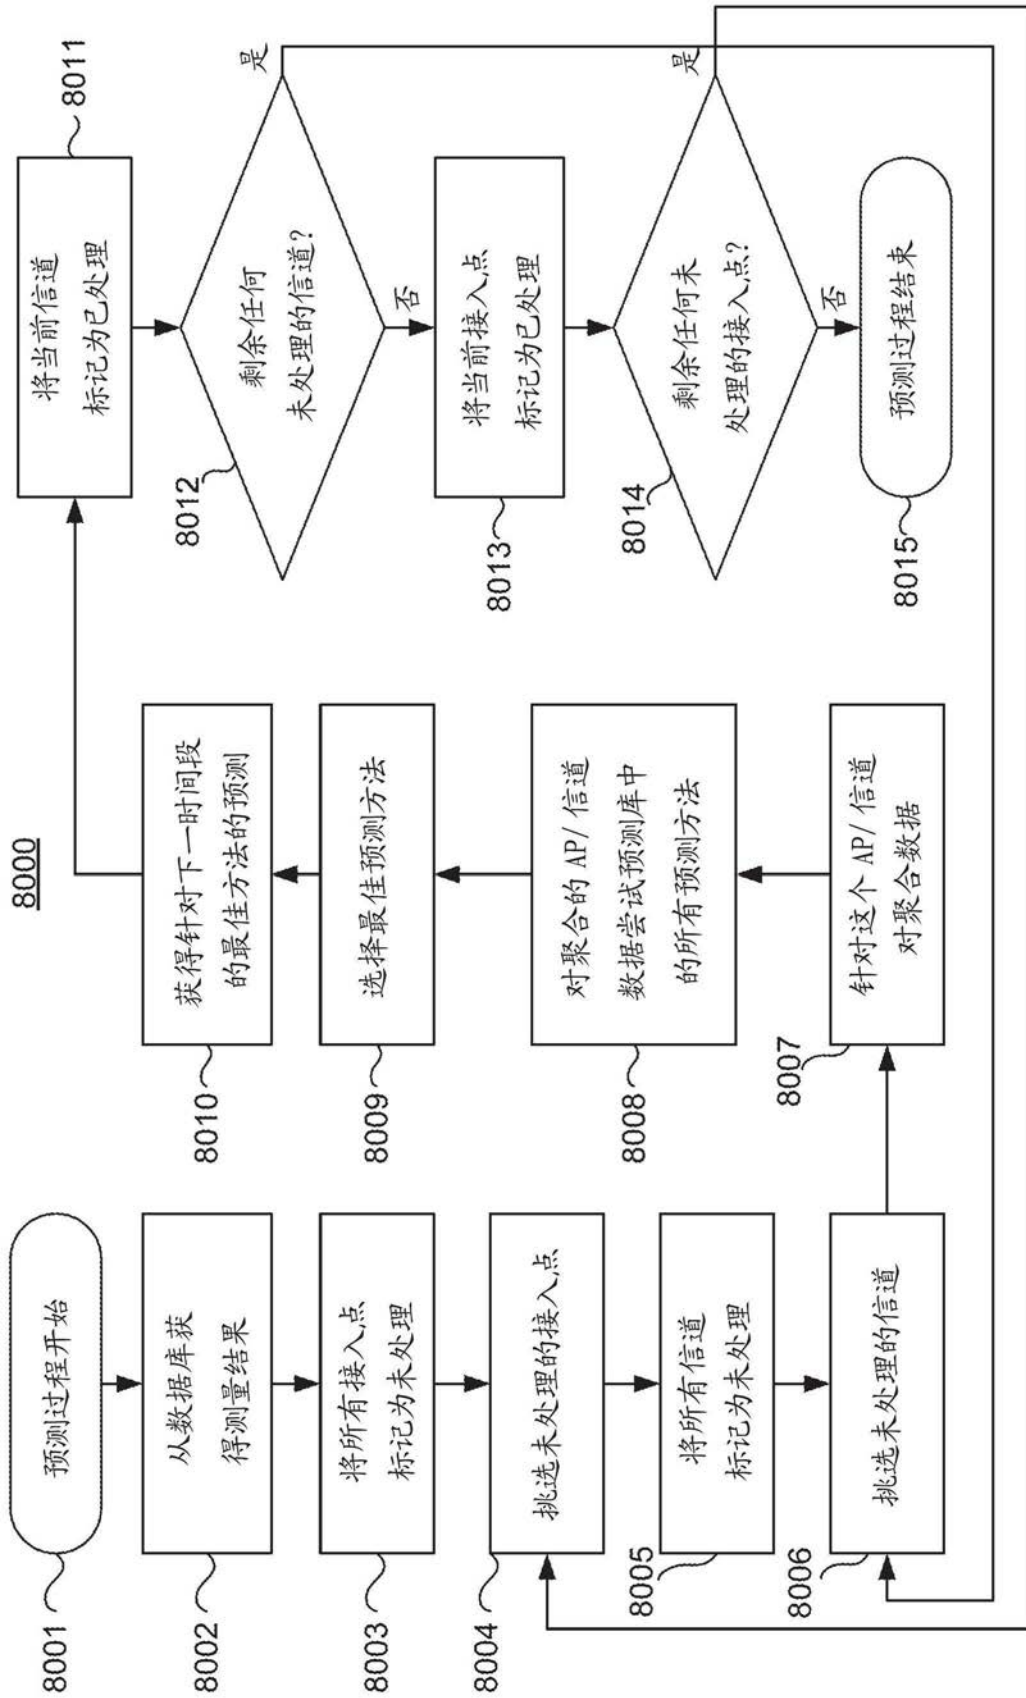 8000
预测过程开始
8001
从数据库获
得测量结果
8002
将所有接入点
标记为未处理
8003
挑选未处理的接入点
8004
将所有信道
标记为未处理
8005
挑选未处理的信道
8006
针对这个 AP/信道
对聚合数据
8007
对聚合的 AP/信道
数据尝试预测库中
的所有预测方法
8008
选择最佳预测方法
8009
获得针对下一时间段
的最佳方法的预测
8010
将当前信道
标记为已处理
8011
剩余任何
未处理的信道?
8012
是
否
将当前接入点
标记为已处理
8013
剩余任何未
处理的接入点?
8014
是
否
预测过程结束
8015